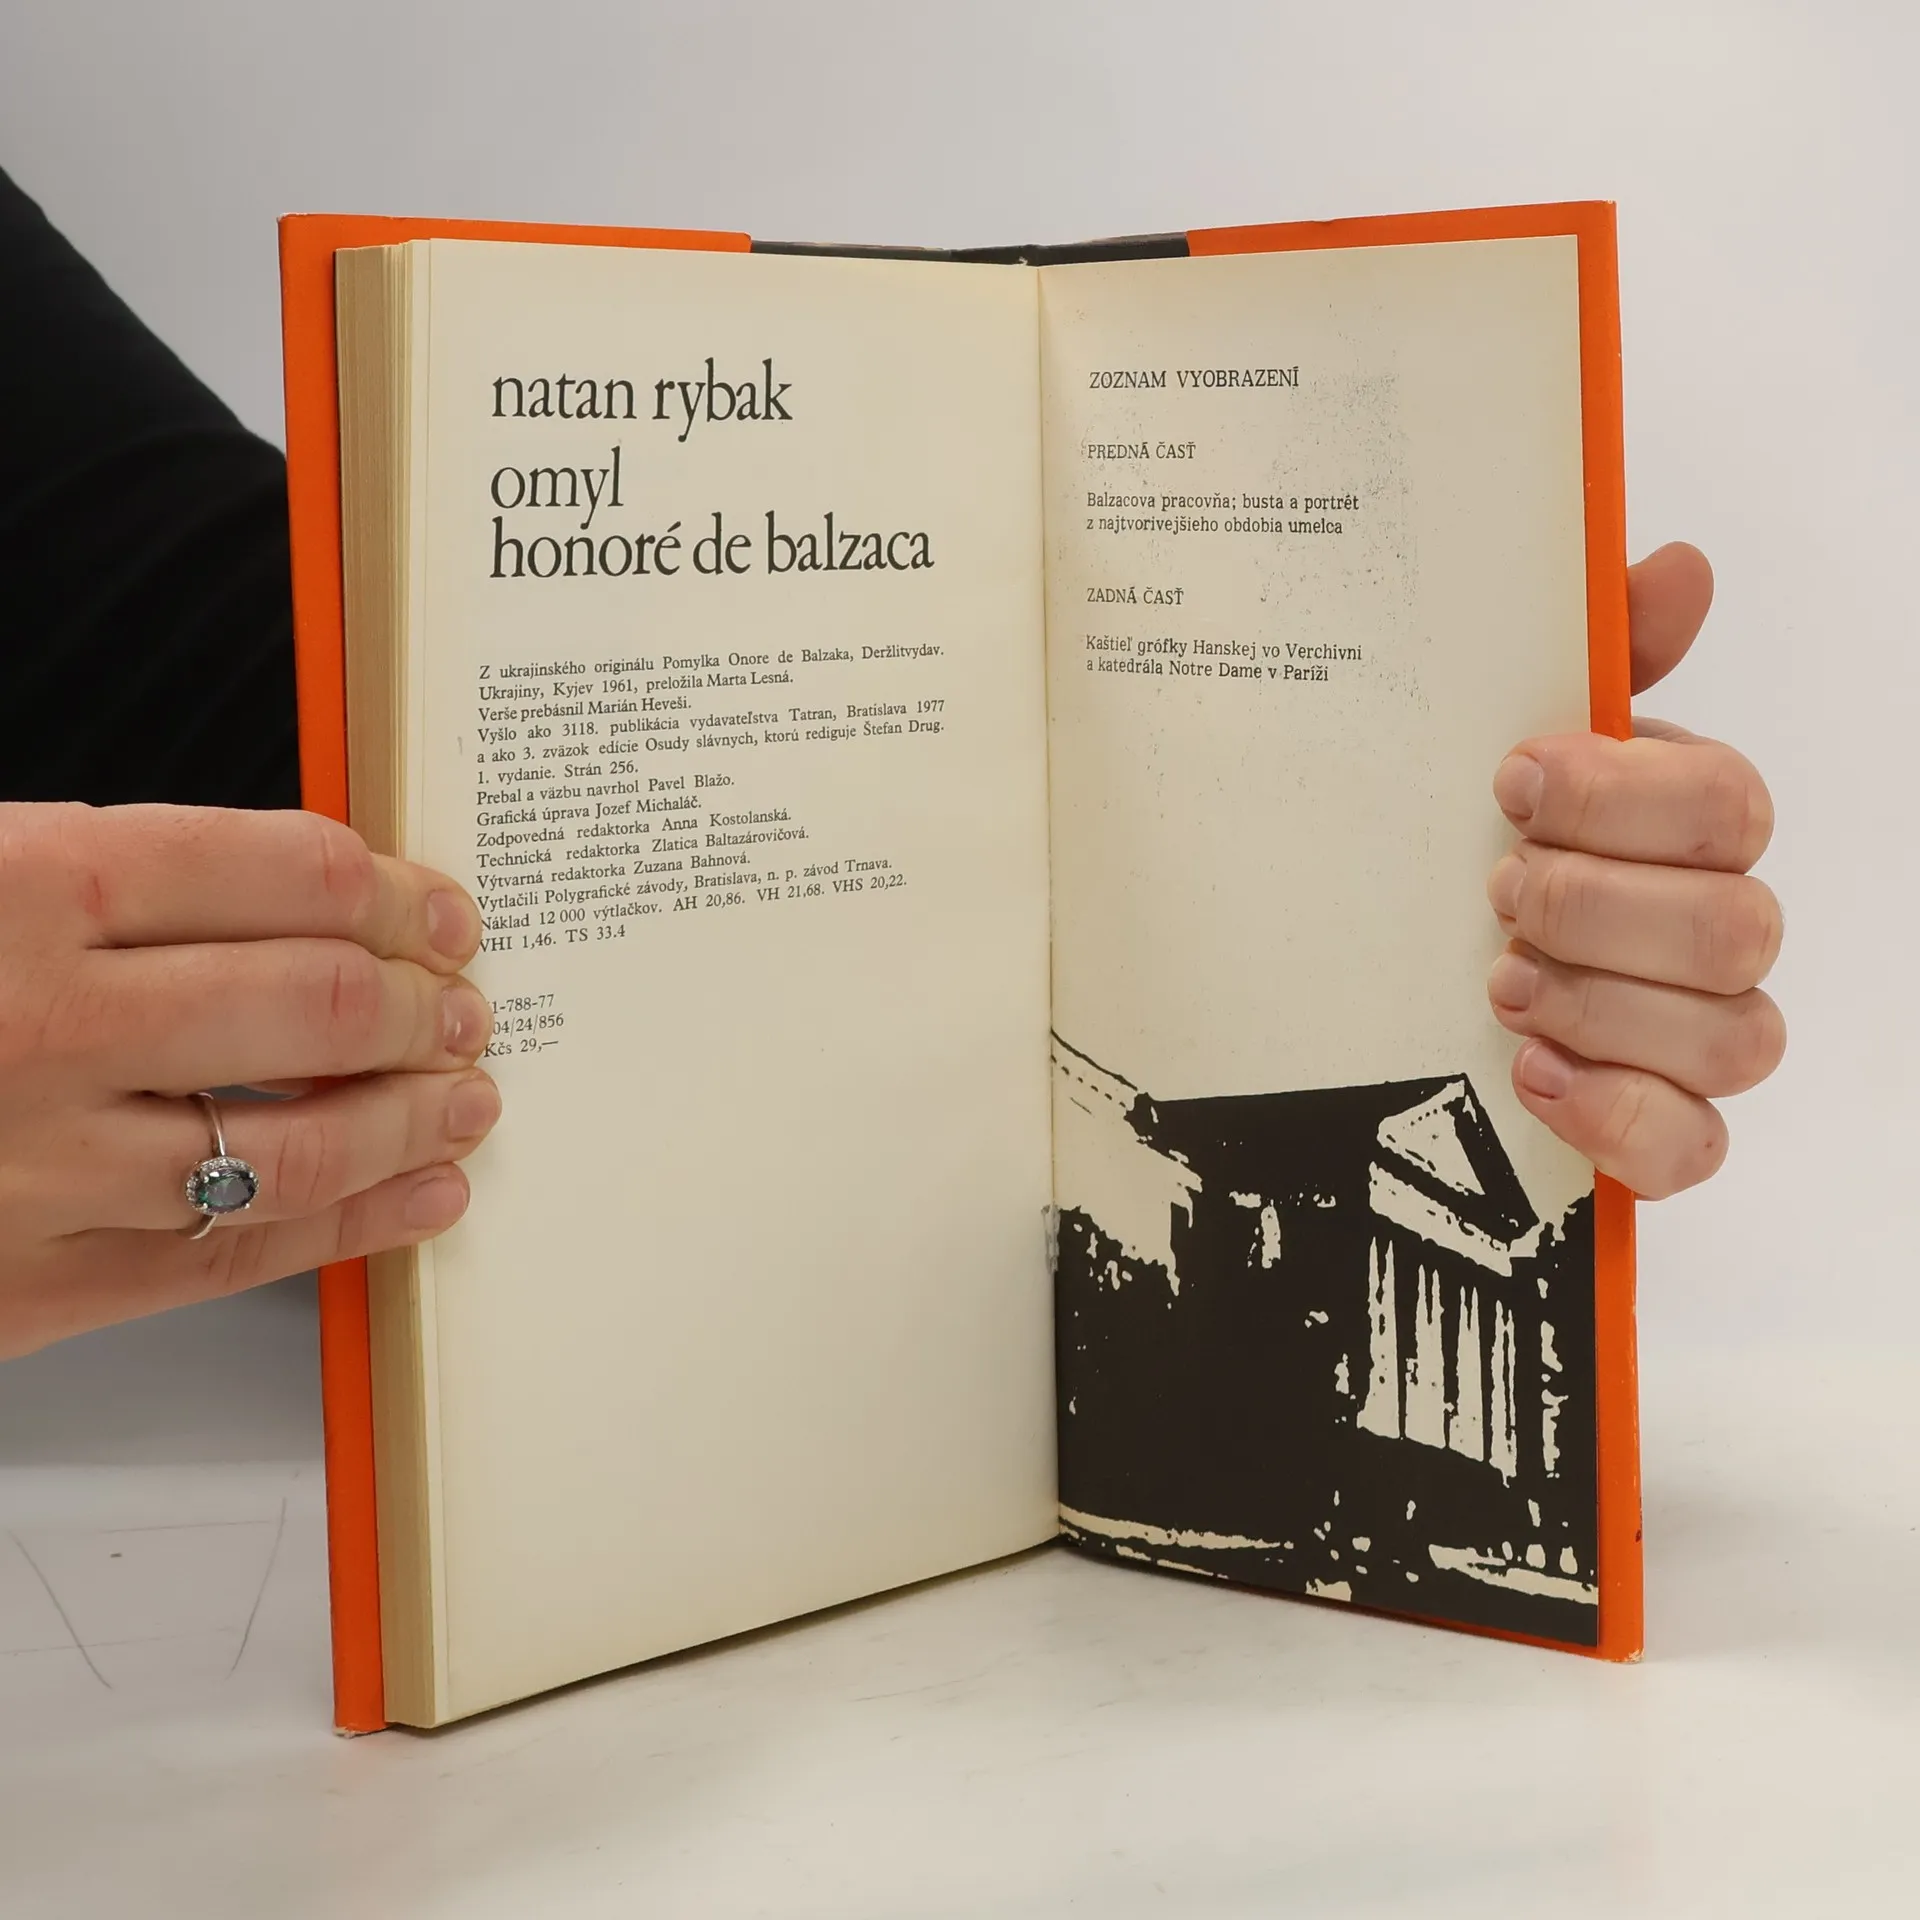 natan rybak
omyl
honoré de balzaca
Z ukrajinského originálu Pomylka Onore de Balzaka, Deržlitvydav.
Ukrajiny, Kyjev 1961, preložila Marta Lesná.
Verše prebásnil Marián Heveši.
Vyšlo ako 3118. publikácia vydavateľstva Tatran, Bratislava 1977
a ako 3. zväzok edície Osudy slávnych, ktorú rediguje Štefan Drug.
1. vydanie. Strán 256.
Prebal a väzbu navrhol Pavel Blažo.
Grafická úprava Jozef Michaláč.
Zodpovedná redaktorka Anna Kostolanská.
Technická redaktorka Zlatica Baltazárovičová.
Výtvarná redaktorka Zuzana Bahnová.
Vytlačili Polygrafické závody, Bratislava, n. p. závod Trnava.
Náklad 12 000 výtlačkov. AH 20,86. VH 21,68. VHS 20,22.
VHI 1,46. TS 33.4
1-788-77
04/24/856
Kčs 29,—
ZOZNAM VYOBRAZENÍ
PREDNÁ ČASŤ
Balzacova pracovňa; busta a portrét
z najtvorivejšieho obdobia umelca
ZADNÁ ČASŤ
Kaštieľ grófky Hanskej vo Verchivni
a katedrála Notre Dame v Paríži